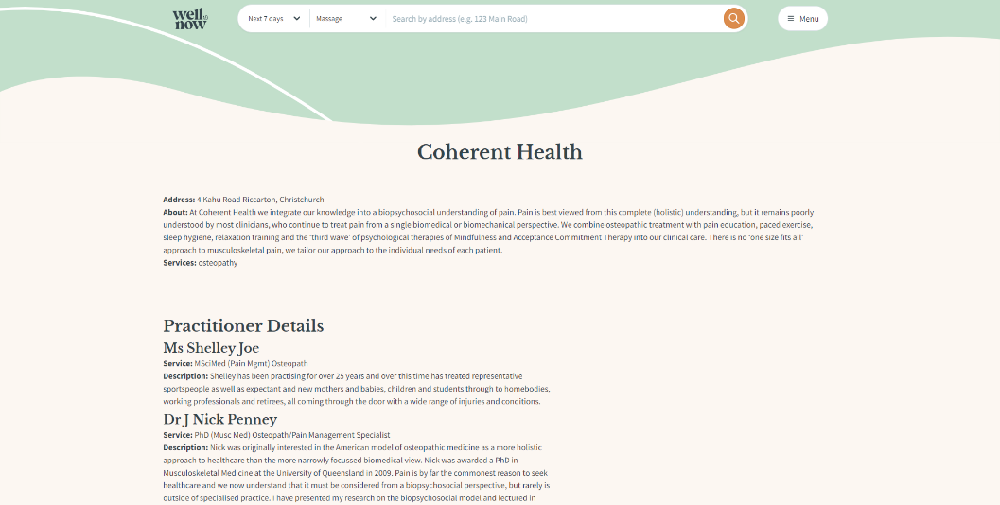 well
now
Next 7 days
Massage
Search by address (e.g. 123 Main Road)
Menu
Coherent Health
Address: 4 Kahu Road Riccarton, Christchurch
About: At Coherent Health we integrate our knowledge into a biopsychosocial understanding of pain. Pain is best viewed from this complete (holistic) understanding, but it remains poorly
understood by most clinicians, who continue to treat pain from a single biomedical or biomechanical perspective. We combine osteopathic treatment with pain education, paced exercise,
sleep hygiene, relaxation training and the ‘third wave’ of psychological therapies of Mindfulness and Acceptance Commitment Therapy into our clinical care. There is no ‘one size fits all’
approach to musculoskeletal pain, we tailor our approach to the individual needs of each patient.
Services: osteopathy
Practitioner Details
Ms Shelley Joe
Service: MSciMed (Pain Mgmt) Osteopath
Description: Shelley has been practising for over 25 years and over this time has treated representative
sportspeople as well as expectant and new mothers and babies, children and students through to homebodies,
working professionals and retirees, all coming through the door with a wide range of injuries and conditions.
Dr J Nick Penney
Service: PhD (Musc Med) Osteopath/Pain Management Specialist
Description: Nick was originally interested in the American model of osteopathic medicine as a more holistic
approach to healthcare than the more narrowly focussed biomedical view. Nick was awarded a PhD in
Musculoskeletal Medicine at the University of Queensland in 2009. Pain is by far the commonest reason to seek
healthcare and we now understand that it must be considered from a biopsychosocial perspective, but rarely is
outside of specialised practice. I have presented my research on the biopsychosocial model and lectured in